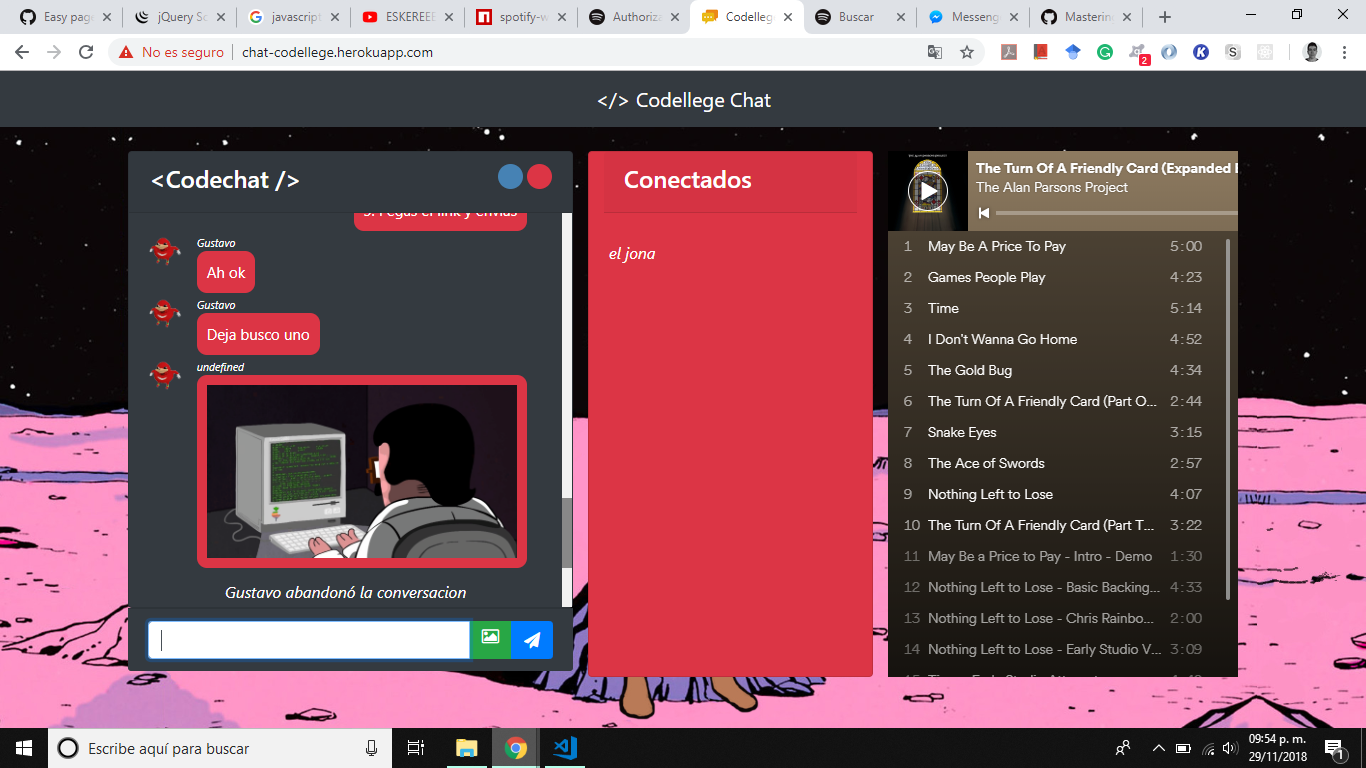 Easy page
jQuery Sc
javascript
ESKEREEE
spotify-w
Authoriza
Codelleg
Buscar
Messeng
Mastering
No es seguro
chat-codellege.herokuapp.com
2
</> Codellege Chat
<Codechat />
3. Pegas el link y envias
Gustavo
Ah ok
Gustavo
Deja busco uno
undefined
Gustavo abandonó la conversacion
Conectados
el jona
The Turn Of A Friendly Card (Expanded
The Alan Parsons Project
1 May Be A Price To Pay 5:00
2 Games People Play 4:23
3 Time 5:14
4 I Don't Wanna Go Home 4:52
5 The Gold Bug 4:34
6 The Turn Of A Friendly Card (Part O... 2:44
7 Snake Eyes 3:15
8 The Ace of Swords 2:57
9 Nothing Left to Lose 4:07
10 The Turn Of A Friendly Card (Part T... 3:22
11 May Be a Price to Pay - Intro - Demo 1:30
12 Nothing Left to Lose - Basic Backing... 4:33
13 Nothing Left to Lose - Chris Rainbo... 2:00
14 Nothing Left to Lose - Early Studio V... 3:09
Escribe aquí para buscar
09:54 p. m.
29/11/2018
1